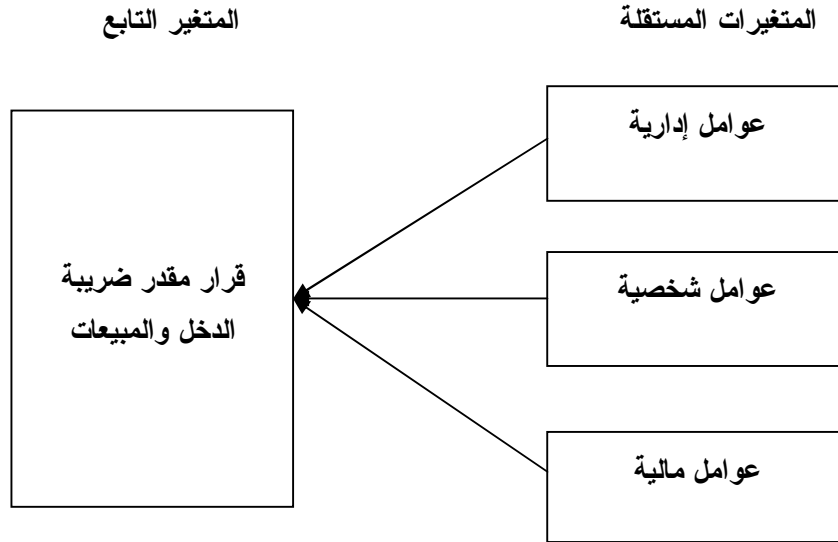 المتغيرات المستقلة
المتغير التابع
عوامل إدارية
عوامل شخصية
قرار مقدر ضريبة
الدخل والمبيعات
عوامل مالية